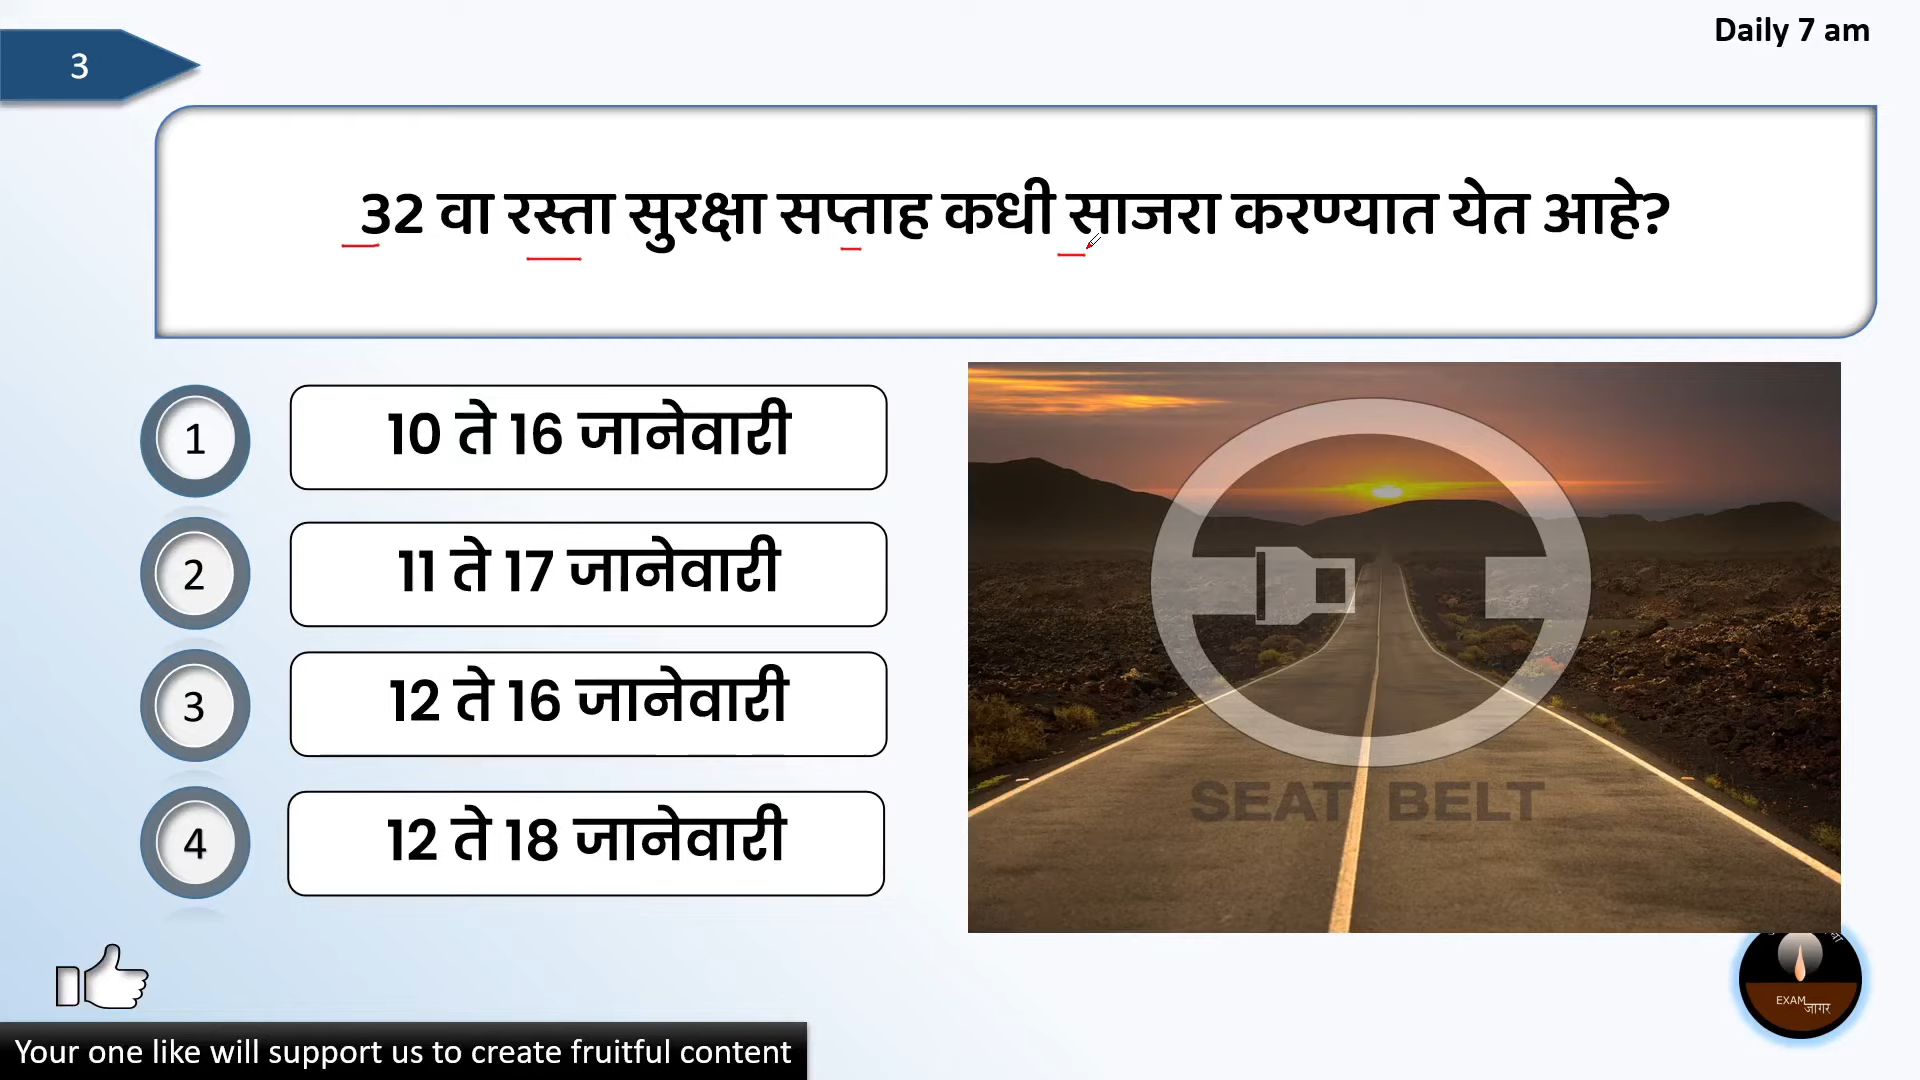 Daily 7 am
3
32 वा रस्ता सुरक्षा सप्ताह कधी साजरा करण्यात येत आहे?
1
10 ते 16 जानेवारी
2
11 ते 17 जानेवारी
3
12 ते 16 जानेवारी
4
12 ते 18 जानेवारी
SEAT BELT
EXAM
जागर
Your one like will support us to create fruitful content